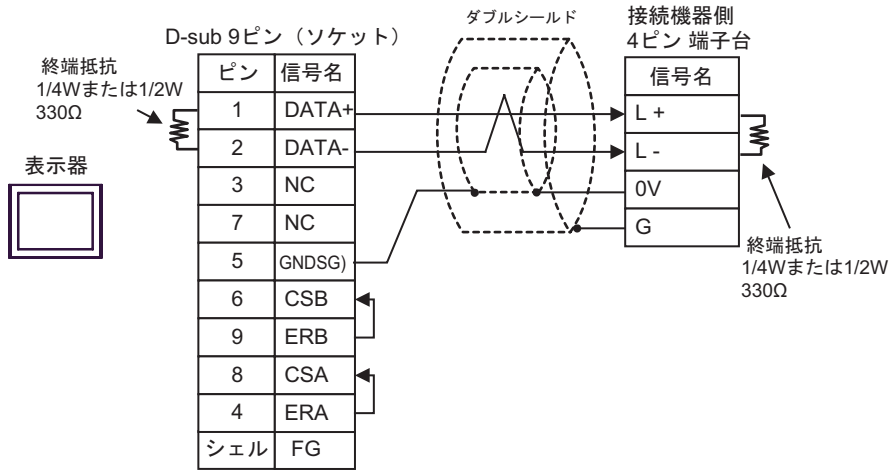 ダブルシールド
接続機器側
4ピン 端子台
D-sub 9ピン（ソケット）
終端抵抗
1/4Wまたは1/2W
330Ω
表示器
ピン 信号名
1 DATA+
2 DATA-
3 NC
7 NC
5 GNDSG)
6 CSB
9 ERB
8 CSA
4 ERA
シェル FG
信号名
L +
L -
0V
G
終端抵抗
1/4Wまたは1/2W
330Ω